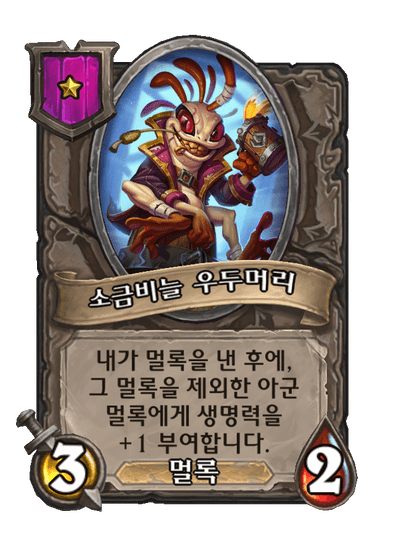 소금비늘 우두머리
내가 멀록을 낸 후에,
그 멀록을 제외한 아군
멀록에게 생명력을
+1 부여합니다.
3
멀록
2